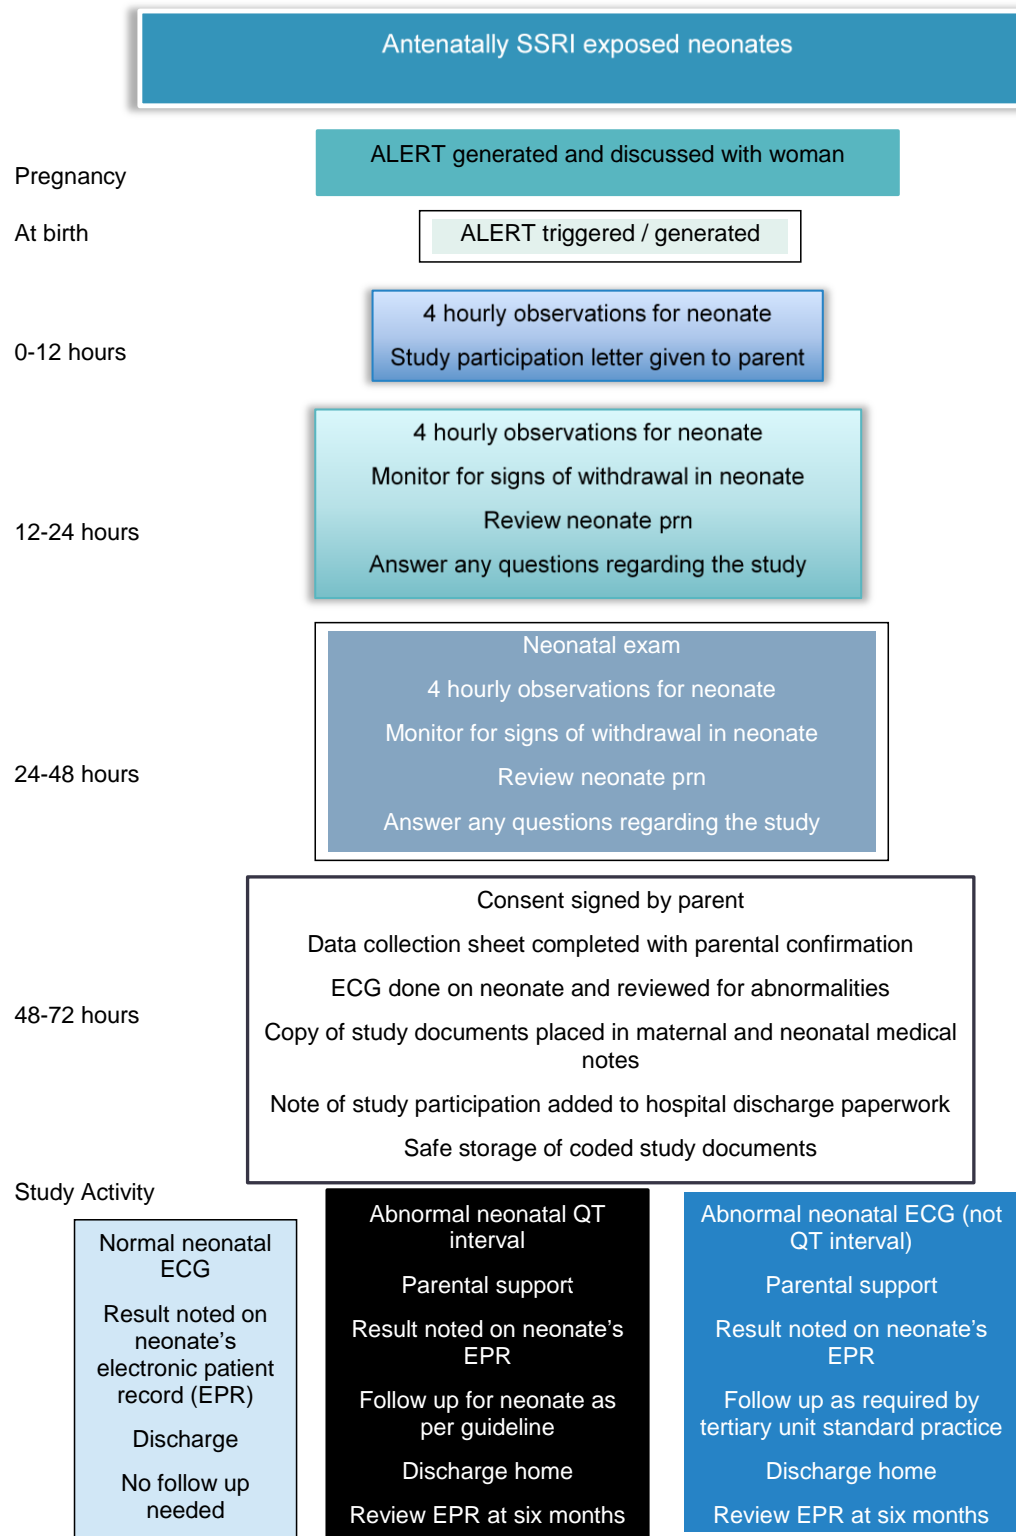 Antenatally SSRI exposed neonates
Pregnancy
ALERT generated and discussed with woman
At birth
ALERT triggered / generated
0-12 hours
4 hourly observations for neonate
Study participation letter given to parent
12-24 hours
4 hourly observations for neonate
Monitor for signs of withdrawal in neonate
Review neonate prn
Answer any questions regarding the study
24-48 hours
Neonatal exam
4 hourly observations for neonate
Monitor for signs of withdrawal in neonate
Review neonate prn
Answer any questions regarding the study
48-72 hours
Consent signed by parent
Data collection sheet completed with parental confirmation
ECG done on neonate and reviewed for abnormalities
Copy of study documents placed in maternal and neonatal medical
notes
Note of study participation added to hospital discharge paperwork
Safe storage of coded study documents
Study Activity
Normal neonatal
ECG
Result noted on
neonate's
electronic patient
record (EPR)
Discharge
No follow up
needed
Abnormal neonatal QT
interval
Parental support
Result noted on neonate's
EPR
Follow up for neonate as
per guideline
Discharge home
Review EPR at six months
Abnormal neonatal ECG (not
QT interval)
Parental support
Result noted on neonate's
EPR
Follow up as required by
tertiary unit standard practice
Discharge home
Review EPR at six months